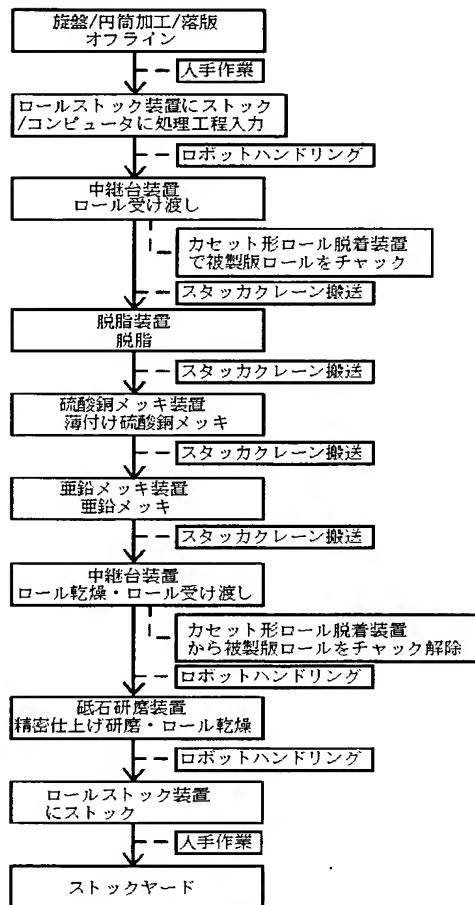 旋盤/円筒加工/落版
オフライン
人手作業
ロールストック装置にストック
/コンピュータに処理工程入力
ロボットハンドリング
中継台装置
ロール受け渡し
カセット形ロール脱着装置
で被製版ロールをチャック
スタッカクレーン搬送
脱脂装置
脱脂
スタッカクレーン搬送
硫酸銅メッキ装置
薄付け硫酸銅メッキ
スタッカクレーン搬送
亜鉛メッキ装置
亜鉛メッキ
スタッカクレーン搬送
中継台装置
ロール乾燥・ロール受け渡し
カセット形ロール脱着装置
から被製版ロールをチャック解除
ロボットハンドリング
砥石研磨装置
精密仕上げ研磨・ロール乾燥
ロボットハンドリング
ロールストック装置
にストック
人手作業
ストックヤード